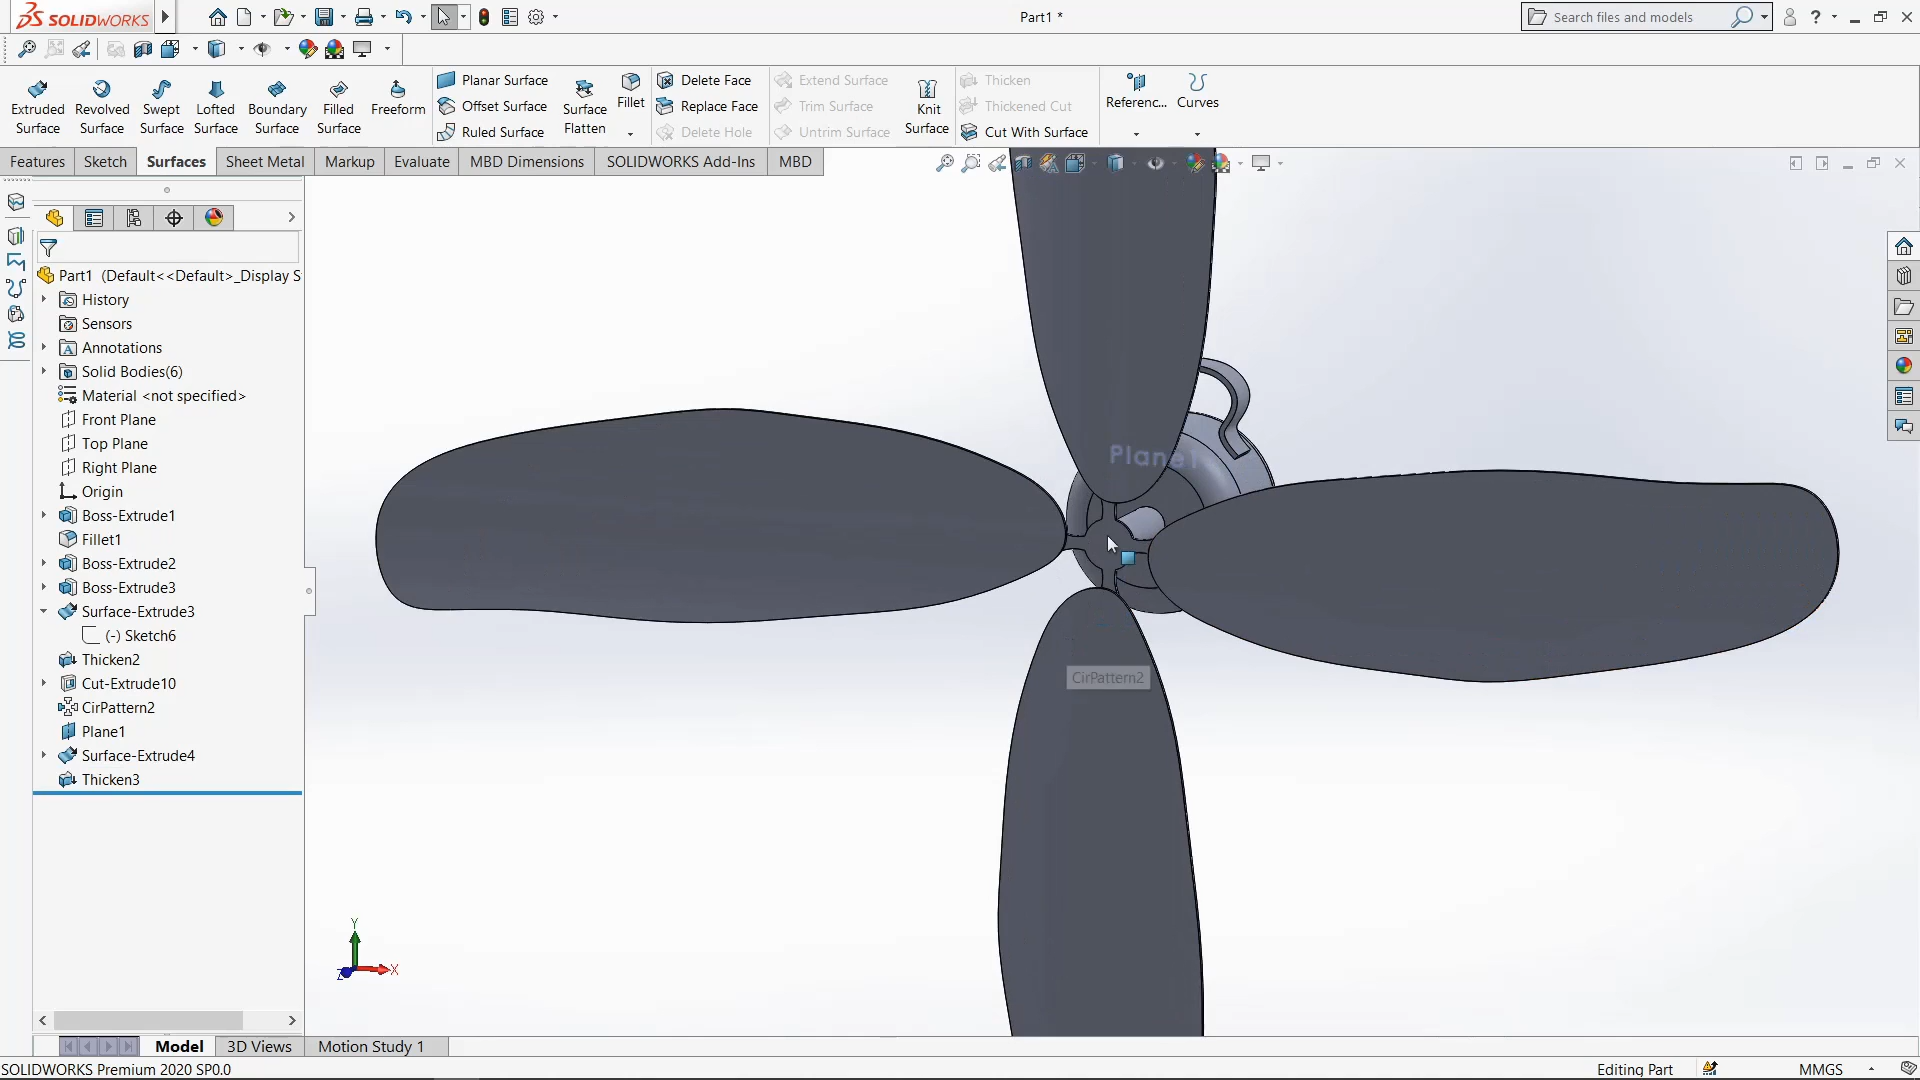 SOLIDWORKS
Part1 *
Search files and models
?
Extruded Surface
Revolved Surface
Swept Surface
Lofted Surface
Boundary Surface
Filled Surface
Freeform
Planar Surface
Offset Surface
Ruled Surface
Surface Flatten
Fillet
Delete Face
Replace Face
Delete Hole
Extend Surface
Trim Surface
Untrim Surface
Knit Surface
Thicken
Thickened Cut
Cut With Surface
Referenc...
Curves
Features
Sketch
Surfaces
Sheet Metal
Markup
Evaluate
MBD Dimensions
SOLIDWORKS Add-Ins
MBD
Part1 (Default<<Default>_Display S
History
Sensors
Annotations
Solid Bodies(6)
Material <not specified>
Front Plane
Top Plane
Right Plane
Origin
Boss-Extrude1
Fillet1
Boss-Extrude2
Boss-Extrude3
Surface-Extrude3
(-) Sketch6
Thicken2
Cut-Extrude10
CirPattern2
Plane1
Surface-Extrude4
Thicken3
Plane1
CirPattern2
Y
X
Z
Model
3D Views
Motion Study 1
SOLIDWORKS Premium 2020 SP0.0
Editing Part
MMGS